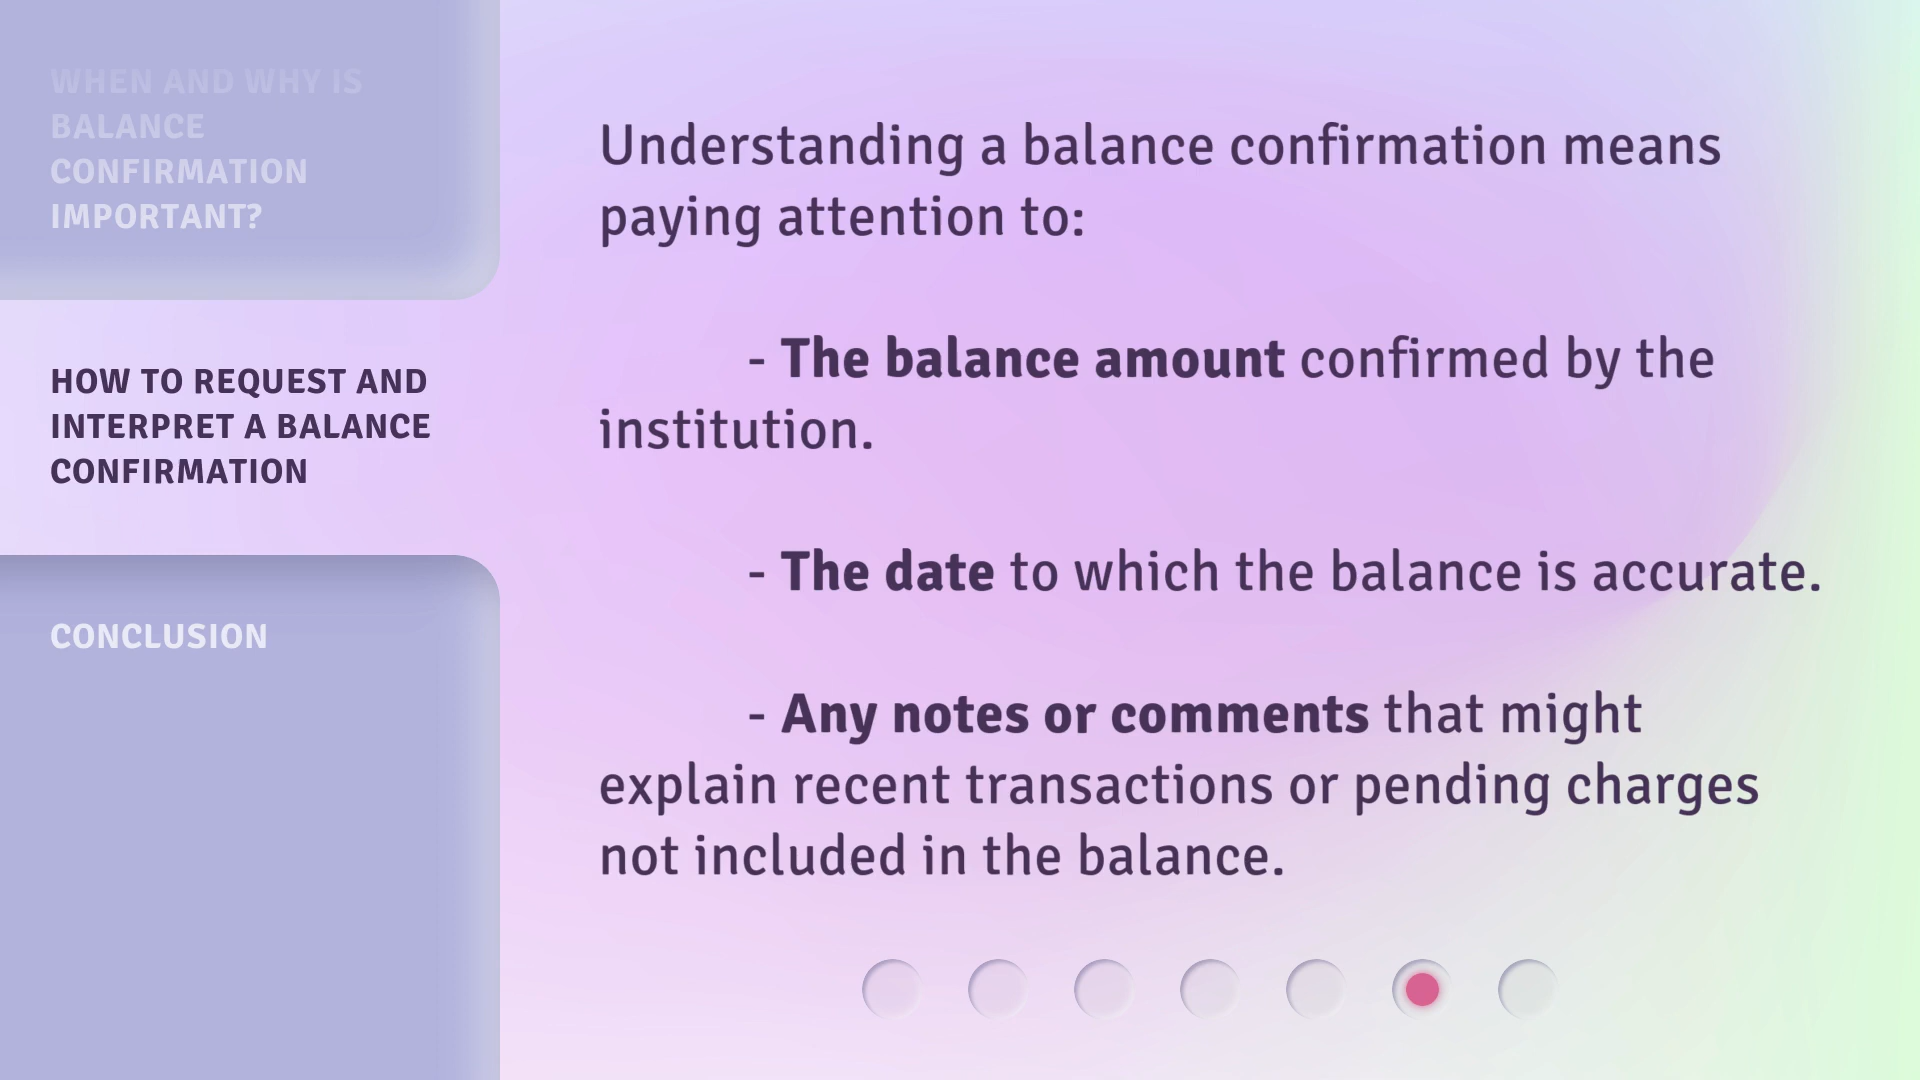 WHEN AND WHY IS
BALANCE
CONFIRMATION
IMPORTANT?
HOW TO REQUEST AND
INTERPRET A BALANCE
CONFIRMATION
CONCLUSION
Understanding a balance confirmation means
paying attention to:
- The balance amount confirmed by the
institution.
- The date to which the balance is accurate.
- Any notes or comments that might
explain recent transactions or pending charges
not included in the balance.